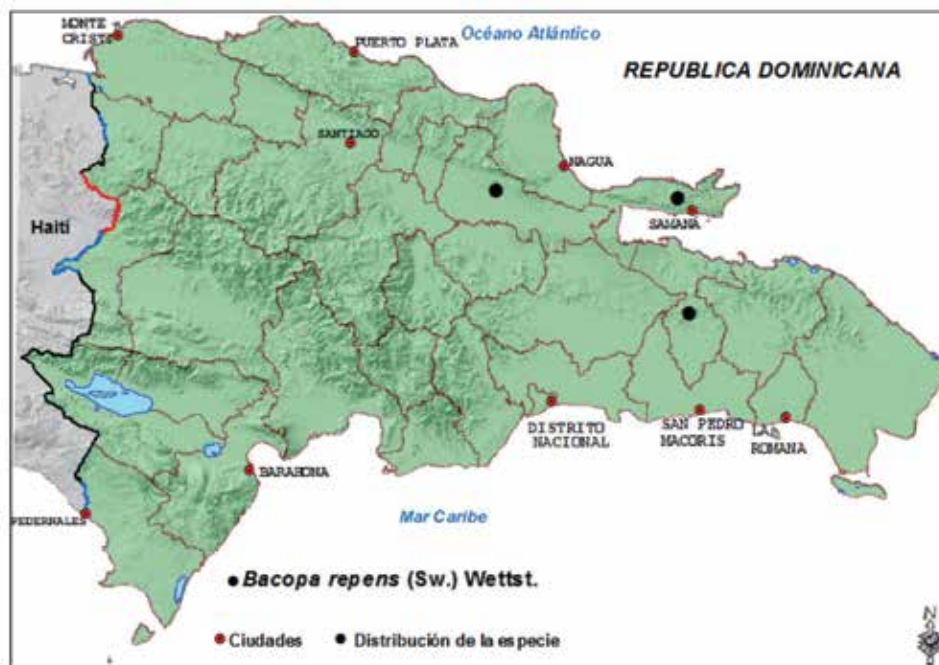 MONTE
CRISTI
Océano Atlántico
PUERTO PLATA
REPUBLICA DOMINICANA
SANTIAGO
NAGUA
Haití
SAMANA
DISTRITO
NACIONAL
SAN PEDRO
MACORIS
LA
ROMANA
BARAHONA
PEDERNALES
Mar Caribe
Bacopa repens (Sw.) Wettst.
Ciudades
Distribución de la especie
N